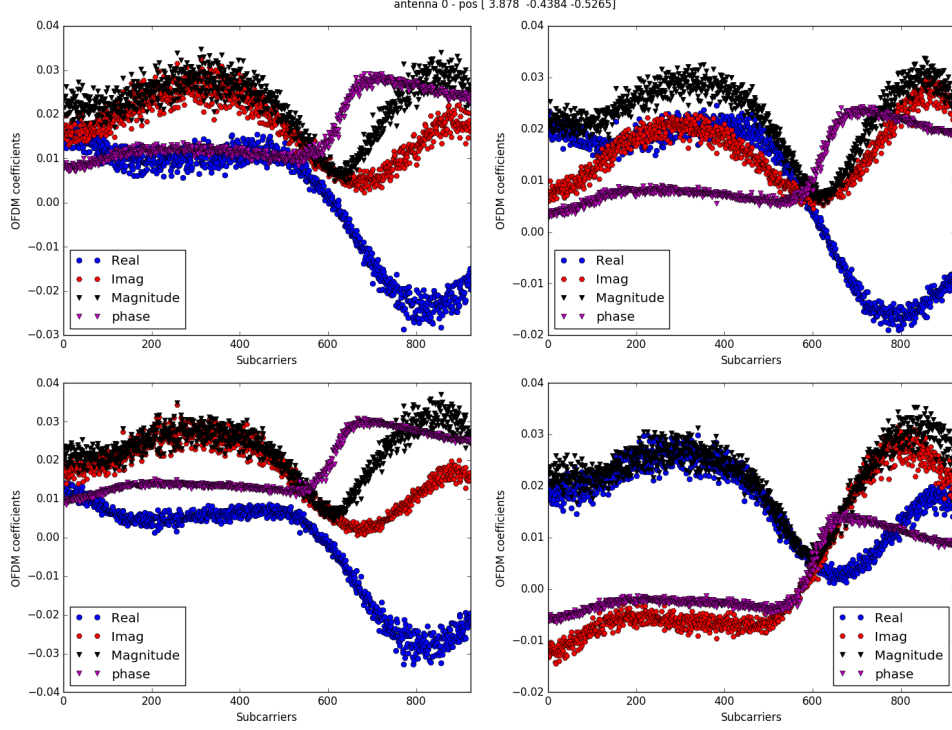 antenna 0 - pos [ 3.878 -0.4384 -0.5265]
0.04
0.03
0.02
0.01
0.00
−0.01
−0.02
−0.03
OFDM coefficients
Real
Imag
Magnitude
phase
0 200 400 600 800
Subcarriers
0.04
0.03
0.02
0.01
0.00
−0.01
−0.02
OFDM coefficients
Real
Imag
Magnitude
phase
0 200 400 600 800
Subcarriers
0.04
0.03
0.02
0.01
0.00
−0.01
−0.02
−0.03
−0.04
OFDM coefficients
Real
Imag
Magnitude
phase
0 200 400 600 800
Subcarriers
0.04
0.03
0.02
0.01
0.00
−0.01
−0.02
OFDM coefficients
Real
Imag
Magnitude
phase
0 200 400 600 800
Subcarriers